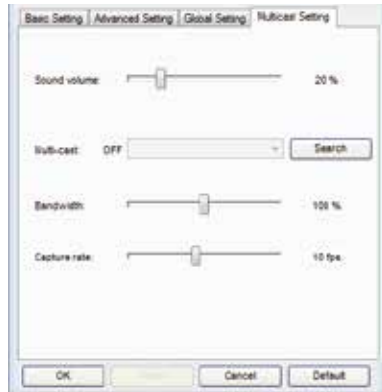 Basic Setting Advanced Setting Global Setting Multicast Setting
Sound volume: 20 %
Multi-cast: OFF Search
Bandwidth: 100 %
Capture rate: 10 fps.
OK Cancel Default